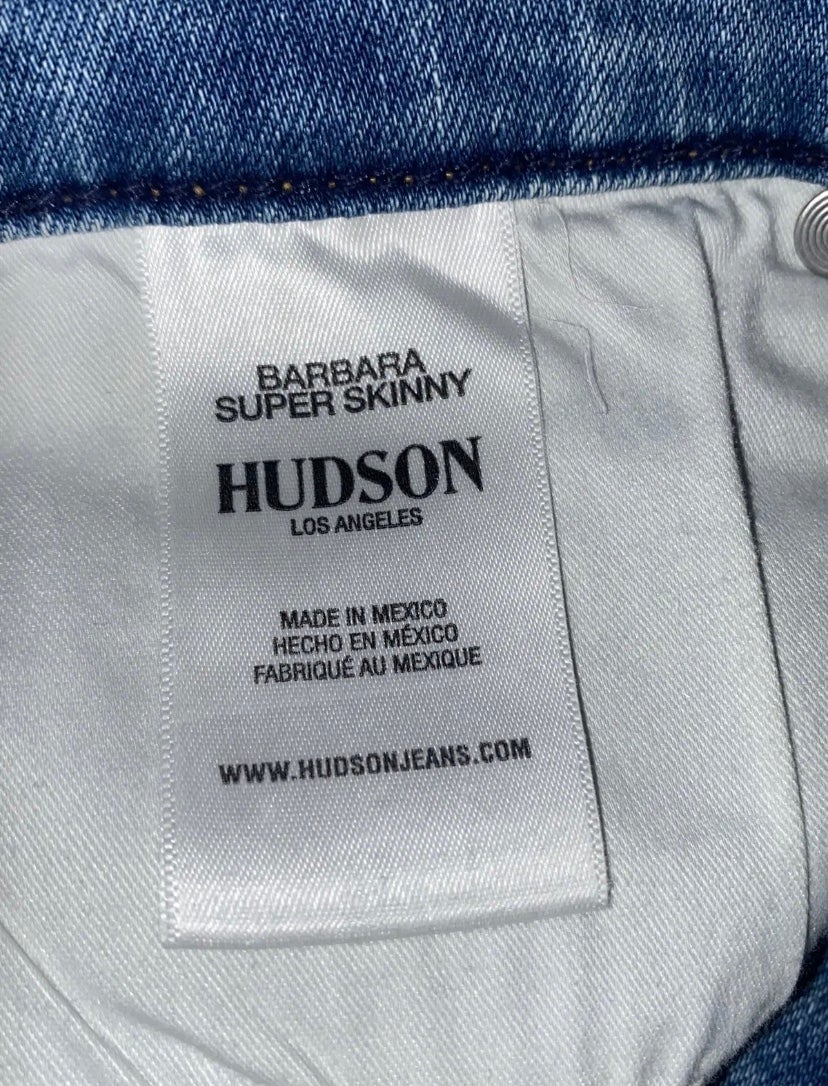 BARBARA
SUPER SKINNY
HUDSON
LOS ANGELES
MADE IN MEXICO
HECHO EN MÉXICO
FABRIQUÉ AU MEXIQUE
WWW.HUDSONJEANS.COM